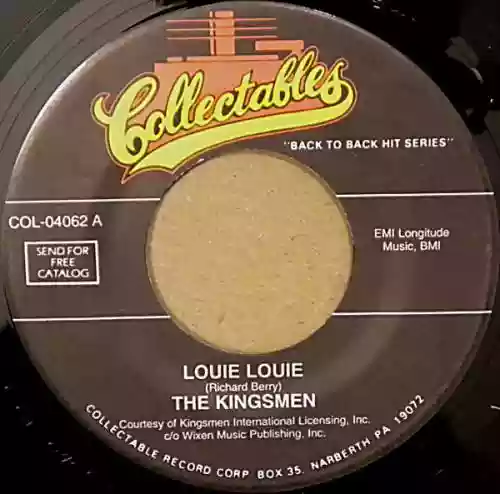 Collectables
"BACK TO BACK HIT SERIES"
COL-04062 A
SEND FOR
FREE
CATALOG
EMI Longitude
Music, BMI
LOUIE LOUIE
(Richard Berry)
THE KINGSMEN
Courtesy of Kingsmen International Licensing, Inc.
c/o Wixen Music Publishing, Inc.
COLLECTABLE RECORD CORP BOX 35, NARBERTH PA 19072